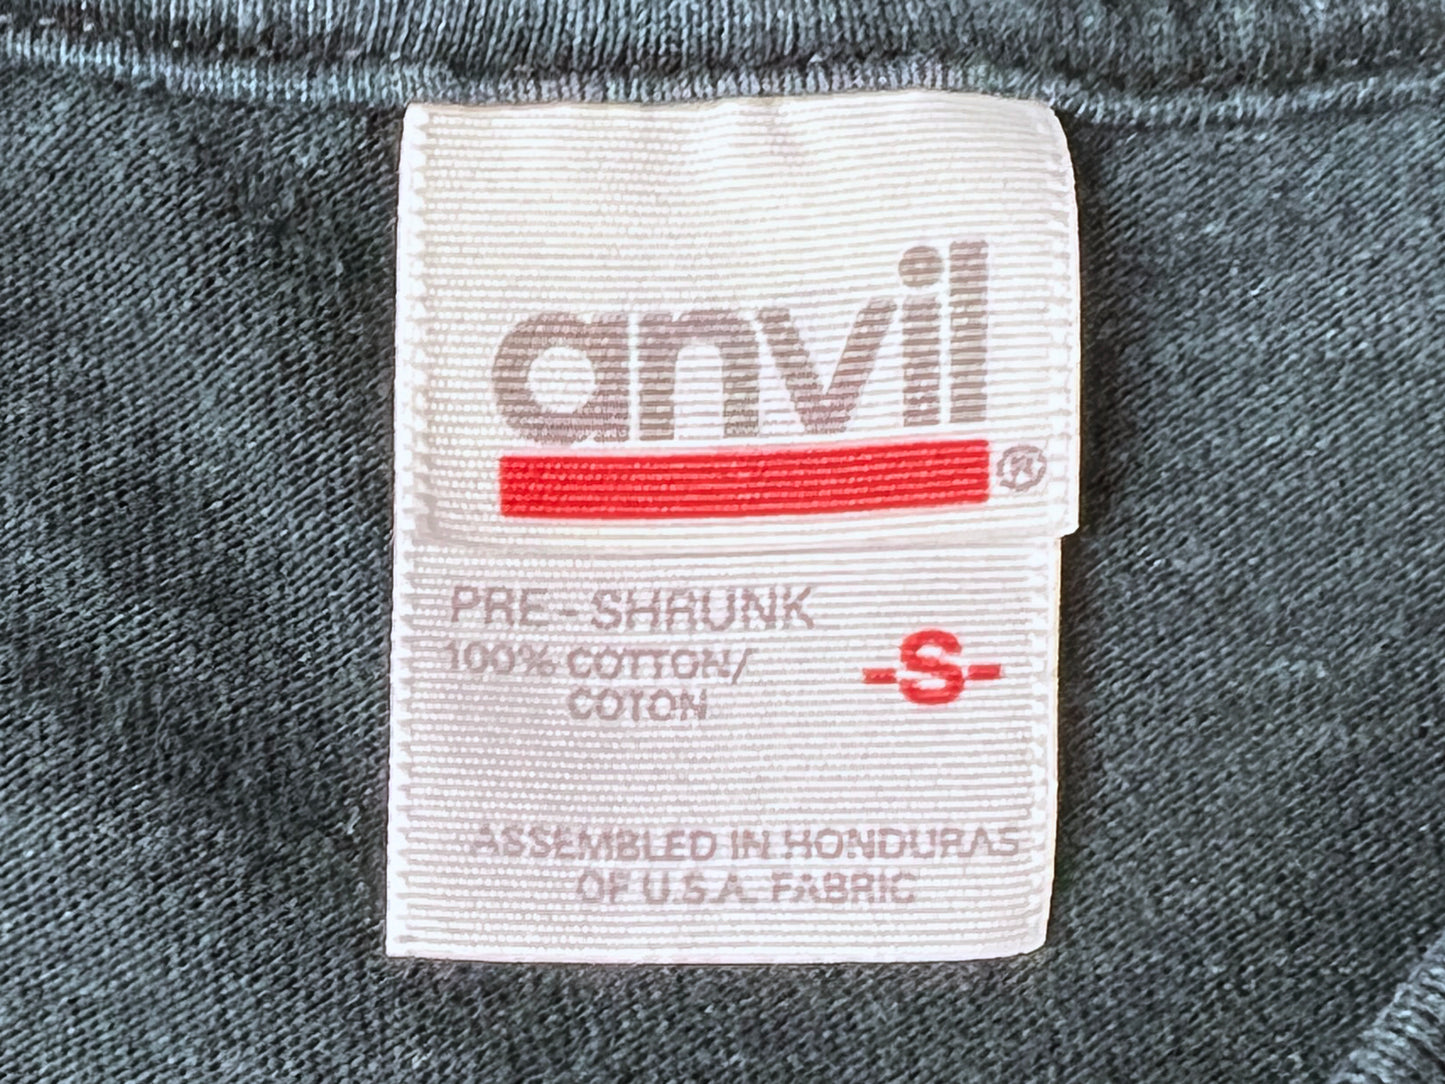 anvil ®
PRE-SHRUNK
100% COTTON/
COTON
-S-
ASSEMBLED IN HONDURAS
OF U.S.A. FABRIC